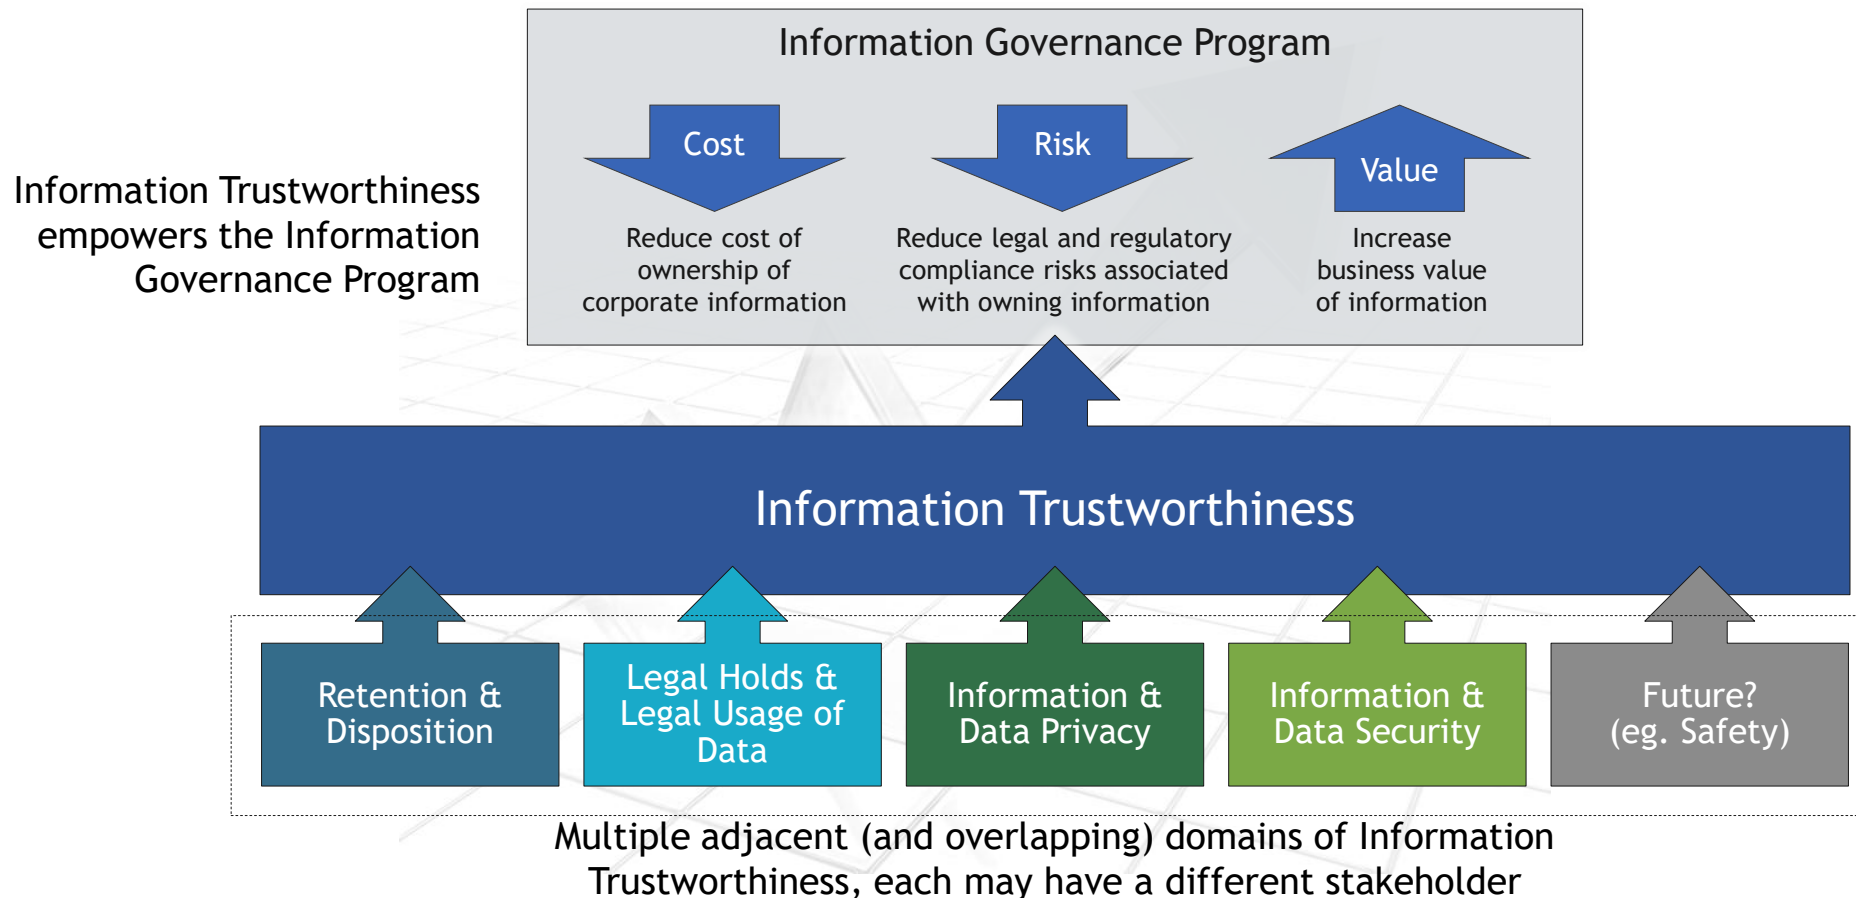 Information Governance Program
Cost
Risk
Value
Reduce cost of
ownership of
corporate information
Reduce legal and regulatory
compliance risks associated
with owning information
Increase
business value
of information
Information Trustworthiness
empowers the Information
Governance Program
Information Trustworthiness
Retention &
Disposition
Legal Holds &
Legal Usage of
Data
Information &
Data Privacy
Information &
Data Security
Future?
(eg. Safety)
Multiple adjacent (and overlapping) domains of Information
Trustworthiness, each may have a different stakeholder